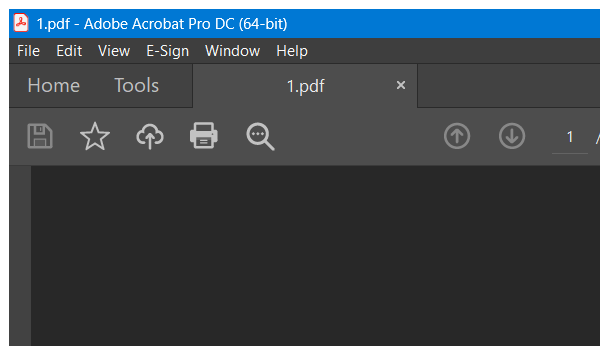 1.pdf - Adobe Acrobat Pro DC (64-bit)
File Edit View E-Sign Window Help
Home Tools 1.pdf ×
1 /